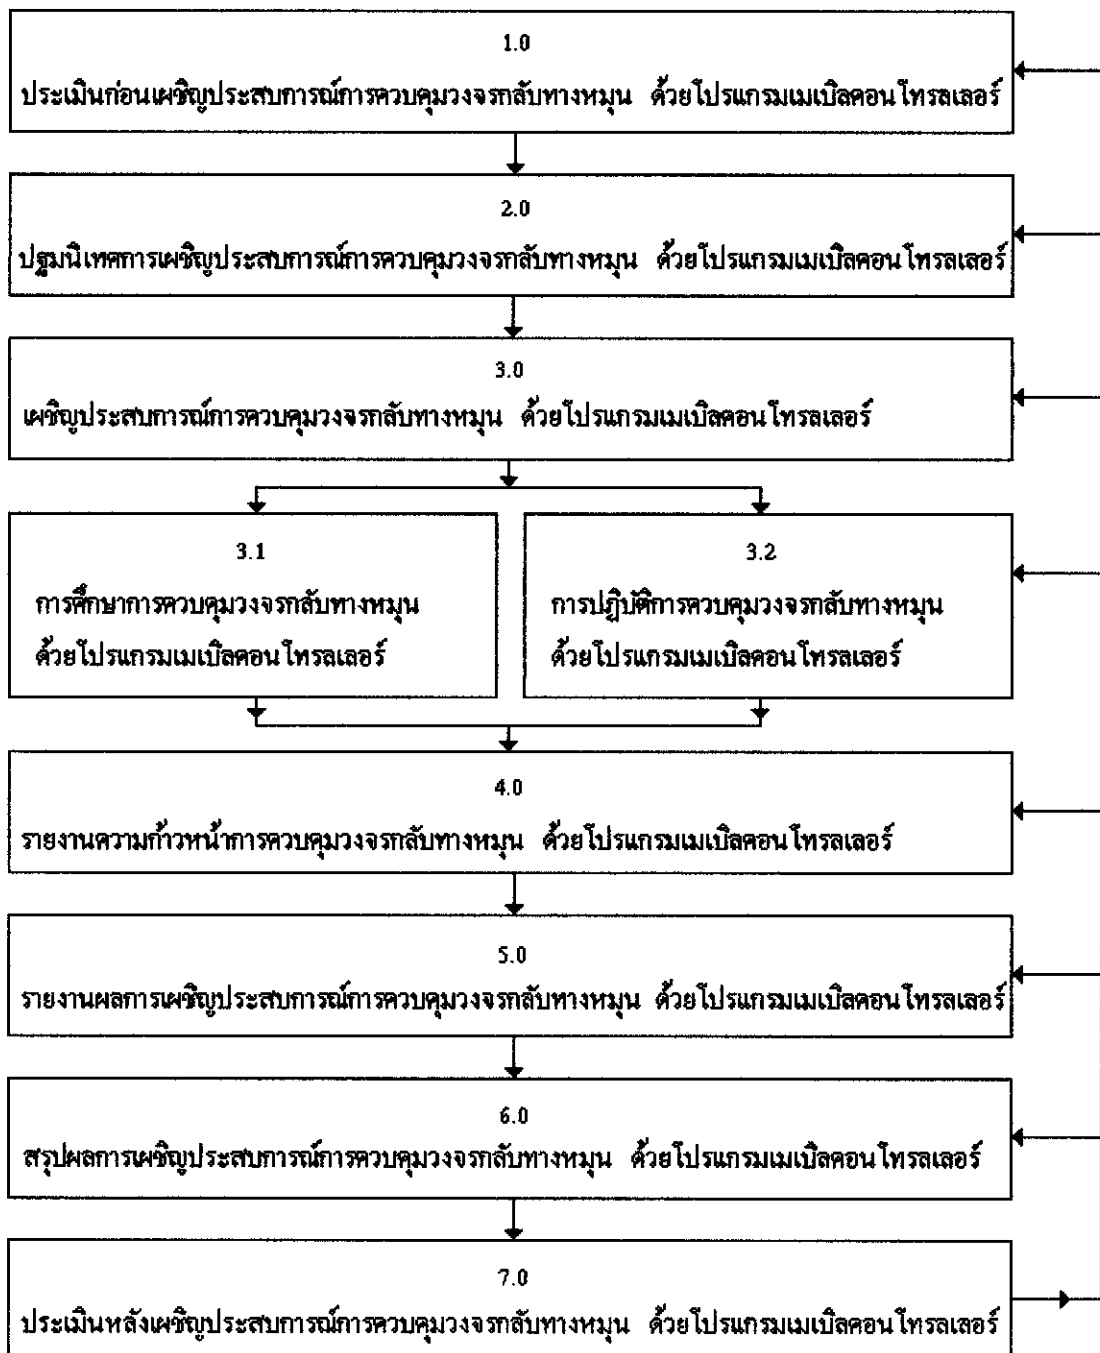 1.0
ประเมินก่อนเผชิญประสบการณ์การควบคุมวงจรกลับทางหมุน ด้วยโปรแกรมเมเบิลคอนโทรลเลอร์
2.0
ปฐมนิเทศการเผชิญประสบการณ์การควบคุมวงจรกลับทางหมุน ด้วยโปรแกรมเมเบิลคอนโทรลเลอร์
3.0
เผชิญประสบการณ์การควบคุมวงจรกลับทางหมุน ด้วยโปรแกรมเมเบิลคอนโทรลเลอร์
3.1
การศึกษาการควบคุมวงจรกลับทางหมุน
ด้วยโปรแกรมเมเบิลคอนโทรลเลอร์
3.2
การปฏิบัติการควบคุมวงจรกลับทางหมุน
ด้วยโปรแกรมเมเบิลคอนโทรลเลอร์
4.0
รายงานความก้าวหน้าการควบคุมวงจรกลับทางหมุน ด้วยโปรแกรมเมเบิลคอนโทรลเลอร์
5.0
รายงานผลการเผชิญประสบการณ์การควบคุมวงจรกลับทางหมุน ด้วยโปรแกรมเมเบิลคอนโทรลเลอร์
6.0
สรุปผลการเผชิญประสบการณ์การควบคุมวงจรกลับทางหมุน ด้วยโปรแกรมเมเบิลคอนโทรลเลอร์
7.0
ประเมินหลังเผชิญประสบการณ์การควบคุมวงจรกลับทางหมุน ด้วยโปรแกรมเมเบิลคอนโทรลเลอร์